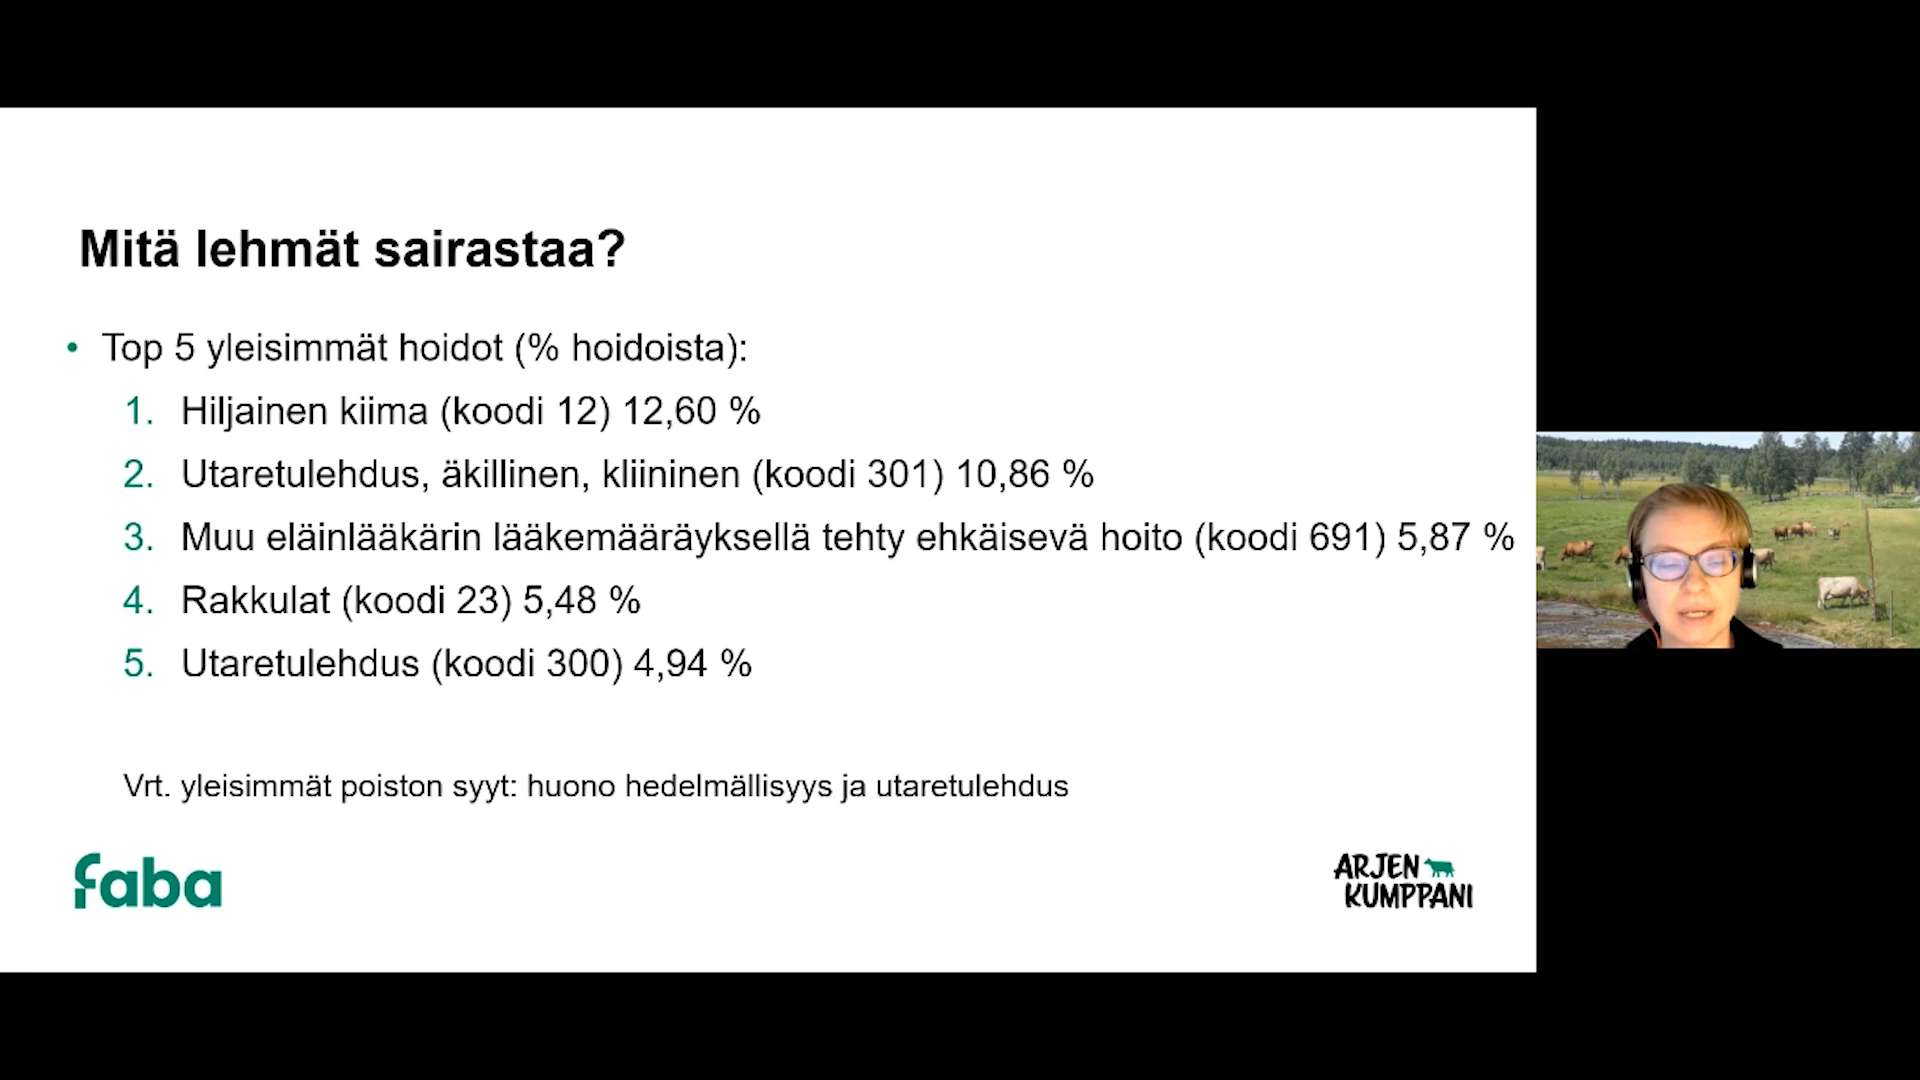 Mitä lehmät sairastaa?
• Top 5 yleisimmät hoidot (% hoidoista):
1. Hiljainen kiima (koodi 12) 12,60 %
2. Utaretulehdus, äkillinen, kliininen (koodi 301) 10,86 %
3. Muu eläinlääkärin lääkemääräyksellä tehty ehkäisevä hoito (koodi 691) 5,87 %
4. Rakkulat (koodi 23) 5,48 %
5. Utaretulehdus (koodi 300) 4,94 %
Vrt. yleisimmät poiston syyt: huono hedelmällisyys ja utaretulehdus
faba
ARJEN
KUMPPANI